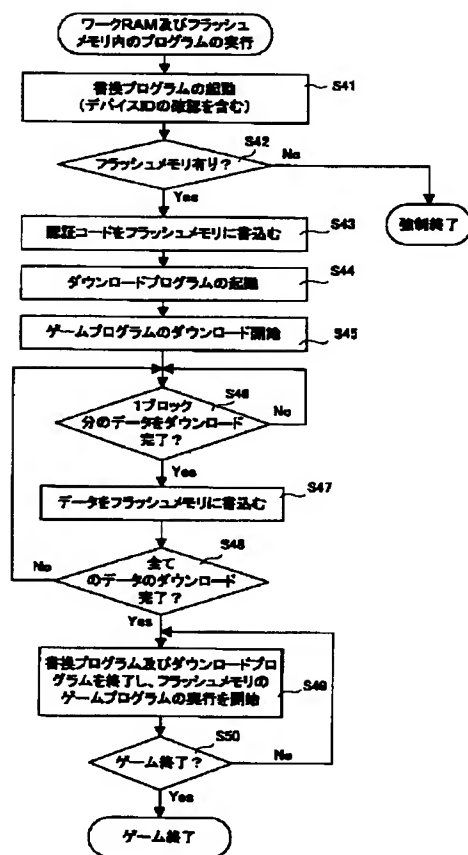 ワークRAM及びフラッシュ
メモリ内のプログラムの実行
書換プログラムの起動
(デバイスIDの確認を含む)
S41
S42
フラッシュメモリ有り?
No
Yes
強制終了
認証コードをフラッシュメモリに書込む
S43
ダウンロードプログラムの起動
S44
ゲームプログラムのダウンロード開始
S45
S46
1ブロック
分のデータをダウンロード
完了?
No
Yes
データをフラッシュメモリに書込む
S47
S48
全て
のデータのダウンロード
完了?
No
Yes
書換プログラム及びダウンロードプロ
グラムを終了し、フラッシュメモリの
ゲームプログラムの実行を開始
S49
S50
ゲーム終了?
No
Yes
ゲーム終了